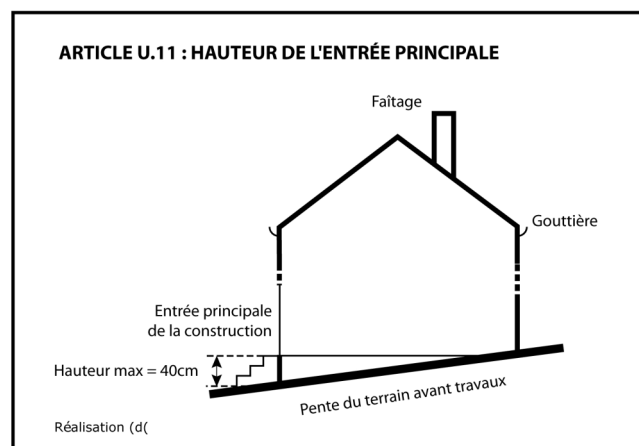 ARTICLE U.11 : HAUTEUR DE L'ENTRÉE PRINCIPALE
Faîtage
Gouttière
Entrée principale
de la construction
Hauteur max = 40cm
Pente du terrain avant travaux
Réalisation (d(